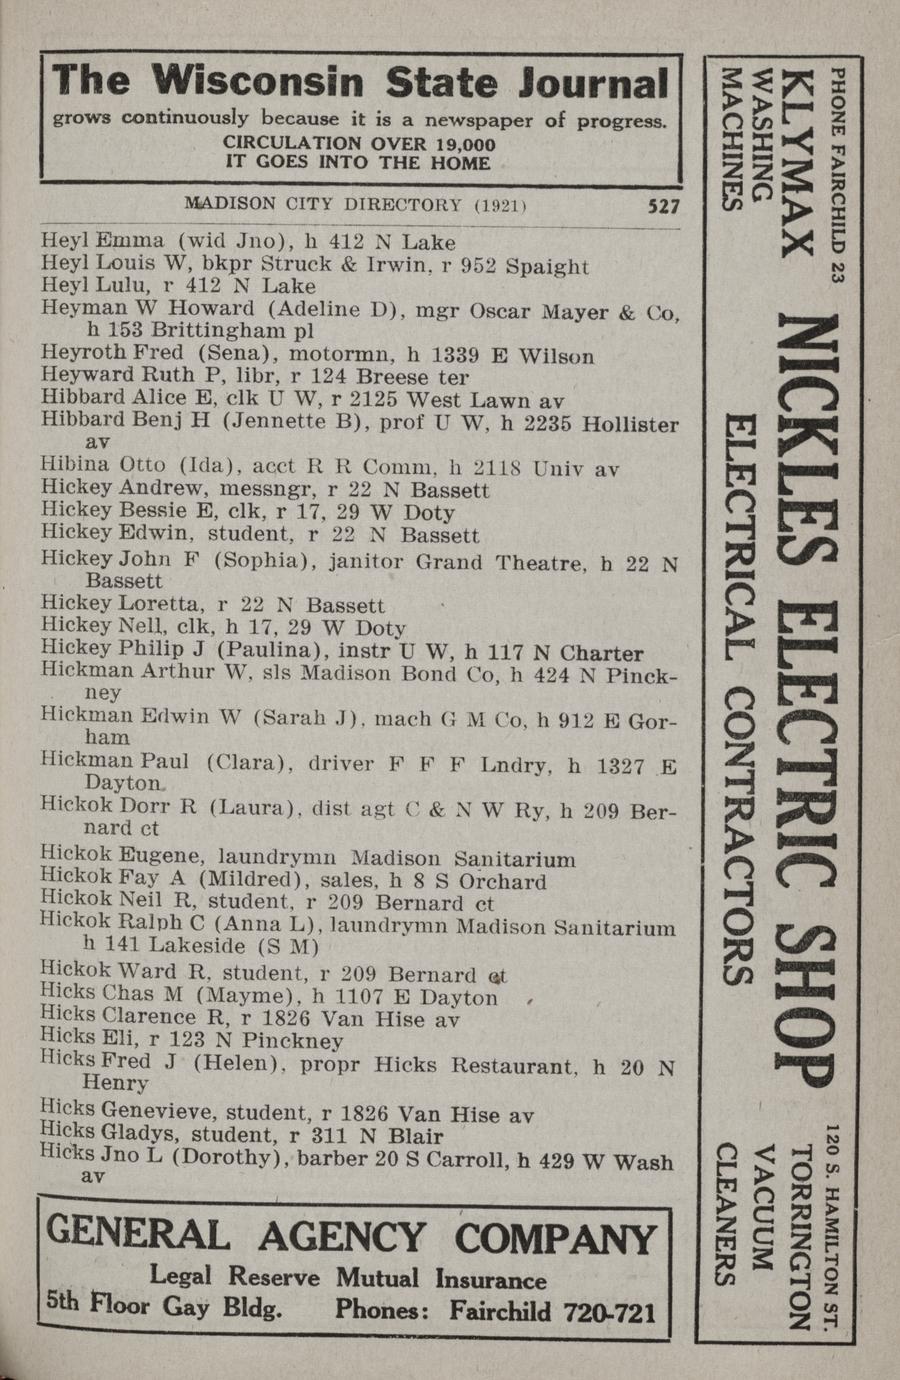 The Wisconsin State Journal
grows continuously because it is a newspaper of progress.
CIRCULATION OVER 19,000
IT GOES INTO THE HOME
MADISON CITY DIRECTORY (1921) 527
Heyl Emma (wid Jno), h 412 N Lake
Heyl Louis W, bkpr Struck & Irwin, r 952 Spaight
Heyl Lulu, r 412 N Lake
Heyman W Howard (Adeline D), mgr Oscar Mayer & Co,
h 153 Brittingham pl
Heyroth Fred (Sena), motormn, h 1339 E Wilson
Heyward Ruth P, libr, r 124 Breese ter
Hibbard Alice E, clk U W, r 2125 West Lawn av
Hibbard Benj H (Jennette B), prof U W, h 2235 Hollister
av
Hibina Otto (Ida), acct R R Comm, h 2118 Univ av
Hickey Andrew, messngr, r 22 N Bassett
Hickey Bessie E, clk, r 17, 29 W Doty
Hickey Edwin, student, r 22 N Bassett
Hickey John F (Sophia), janitor Grand Theatre, h 22 N
Bassett
Hickey Loretta, r 22 N Bassett
Hickey Nell, clk, h 17, 29 W Doty
Hickey Philip J (Paulina), instr U W, h 117 N Charter
Hickman Arthur W, sls Madison Bond Co, h 424 N Pinck-
ney
Hickman Edwin W (Sarah J), mach G M Co, h 912 E Gor-
ham
Hickman Paul (Clara), driver F F F Lndry, h 1327 E
Dayton
Hickok Dorr R (Laura), dist agt C & N W Ry, h 209 Ber-
nard ct
Hickok Eugene, laundrymn Madison Sanitarium
Hickok Fay A (Mildred), sales, h 8 S Orchard
Hickok Neil R, student, r 209 Bernard ct
Hickok Ralph C (Anna L), laundrymn Madison Sanitarium
h 141 Lakeside (S M)
Hickok Ward R, student, r 209 Bernard ct
Hicks Chas M (Mayme), h 1107 E Dayton
Hicks Clarence R, r 1826 Van Hise av
Hicks Eli, r 123 N Pinckney
Hicks Fred J (Helen), propr Hicks Restaurant, h 20 N
Henry
Hicks Genevieve, student, r 1826 Van Hise av
Hicks Gladys, student, r 311 N Blair
Hicks Jno L (Dorothy), barber 20 S Carroll, h 429 W Wash
av
GENERAL AGENCY COMPANY
Legal Reserve Mutual Insurance
5th Floor Gay Bldg. Phones: Fairchild 720-721
PHONE FAIRCHILD 23
KLYMAX
WASHING
MACHINES
NICKLES ELECTRIC SHOP
ELECTRICAL CONTRACTORS
120 S. HAMILTON ST.
TORRINGTON
VACUUM
CLEANERS